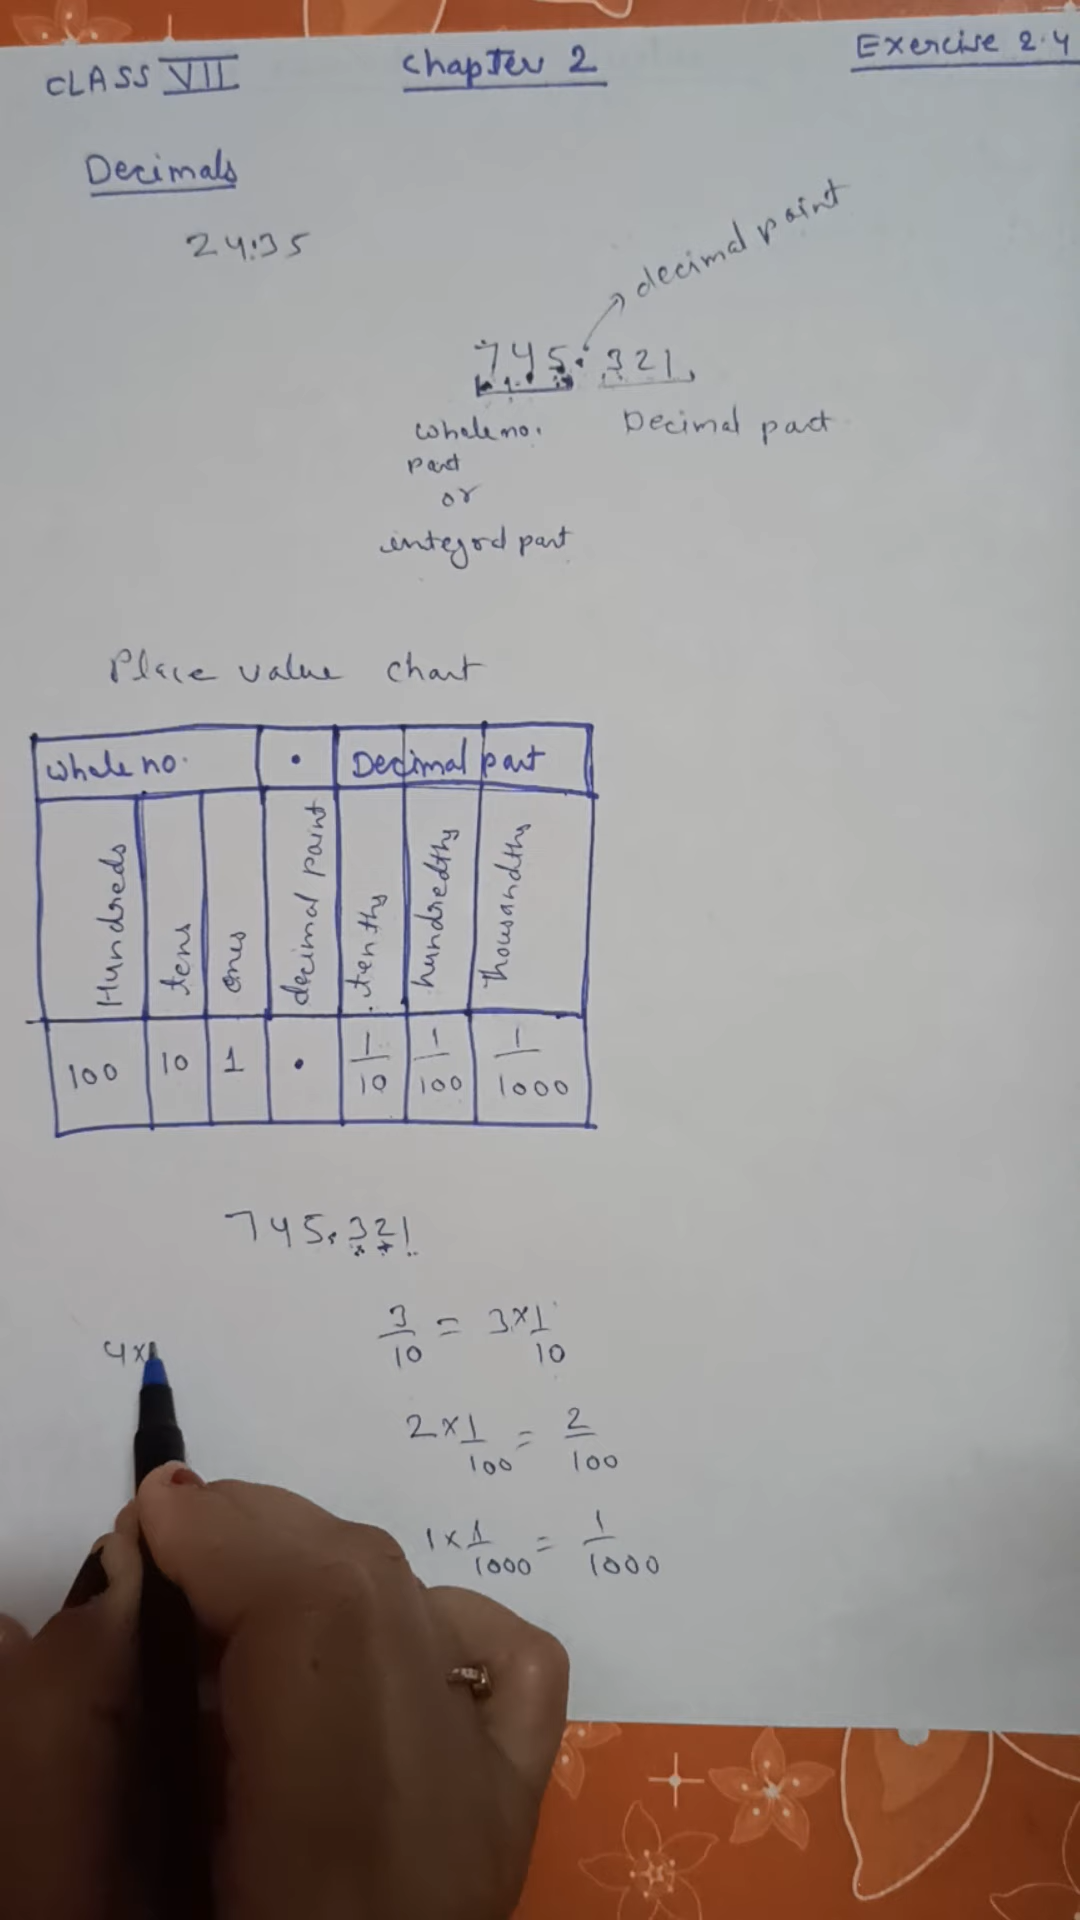 CLASS VII Chapter 2 Exercise 2.4
Decimals
24.35
decimal point
745.321
whole no. Decimal part
part
or
integral part
Place value chart
whole no. • Decimal part
Hundreds tens ones decimal point tenths hundredths thousandths
100 10 1 • 1/10 1/100 1/1000
745.321
3/10 = 3×1/10
4×
2×1/100 = 2/100
1×1/1000 = 1/1000